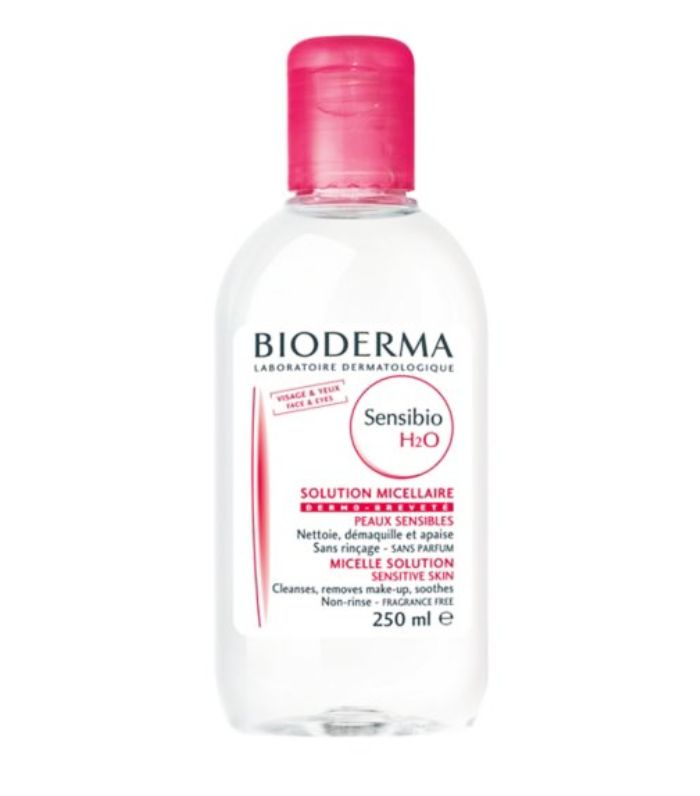 BIODERMA
LABORATOIRE DERMATOLOGIQUE
VISAGE & YEUX
FACE & EYES
Sensibio
H2O
SOLUTION MICELLAIRE
DERMO-BREVETÉ
PEAUX SENSIBLES
Nettoie, démaquille et apaise
Sans rinçage - SANS PARFUM
MICELLE SOLUTION
SENSITIVE SKIN
Cleanses, removes make-up, soothes
Non-rinse - FRAGRANCE FREE
250 ml ℮